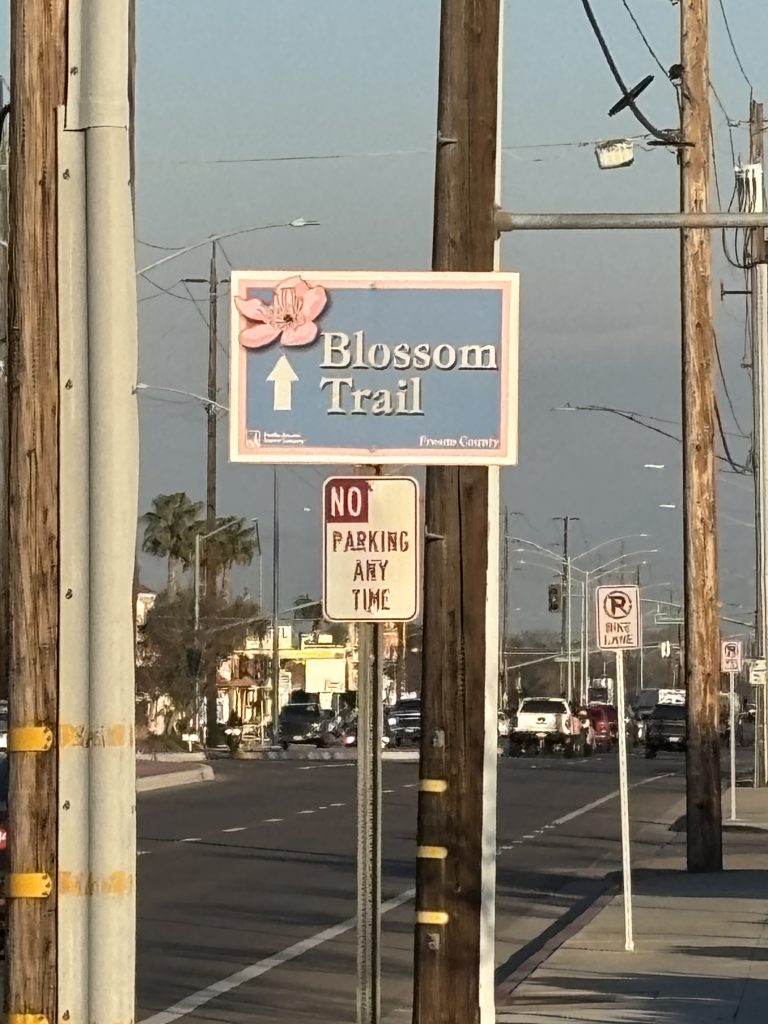 Blossom
Trail
Fresno County
NO
PARKING
ANY
TIME
BIKE
LANE